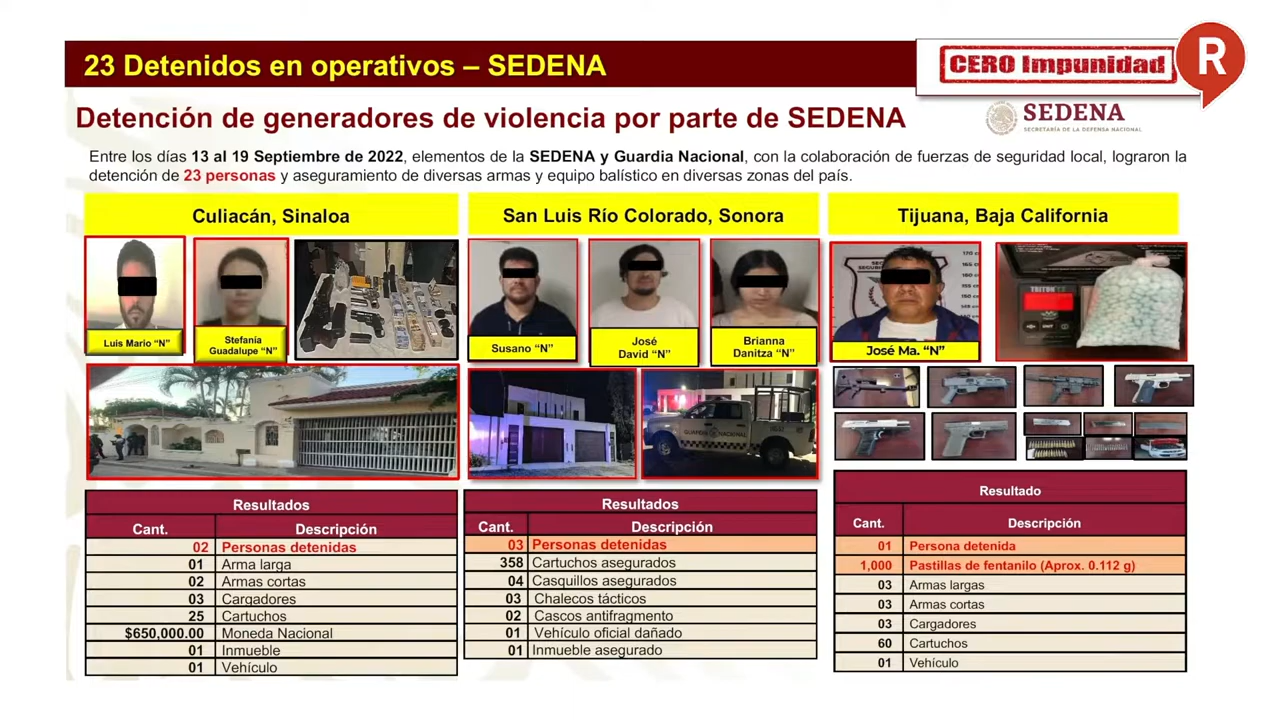 23 Detenidos en operativos – SEDENA
CERO Impunidad
R
Detención de generadores de violencia por parte de SEDENA
SEDENA
SECRETARÍA DE LA DEFENSA NACIONAL
Entre los días 13 al 19 Septiembre de 2022, elementos de la SEDENA y Guardia Nacional, con la colaboración de fuerzas de seguridad local, lograron la
detención de 23 personas y aseguramiento de diversas armas y equipo balístico en diversas zonas del país.
Culiacán, Sinaloa
Luis Mario “N”
Stefanía
Guadalupe “N”
Resultados
Cant. Descripción
02 Personas detenidas
01 Arma larga
02 Armas cortas
03 Cargadores
25 Cartuchos
$650,000.00 Moneda Nacional
01 Inmueble
01 Vehículo
San Luis Río Colorado, Sonora
Susano “N”
José
David “N”
Brianna
Danitza “N”
GUARDIA NACIONAL
Resultados
Cant. Descripción
03 Personas detenidas
358 Cartuchos asegurados
04 Casquillos asegurados
03 Chalecos tácticos
02 Cascos antifragmento
01 Vehículo oficial dañado
01 Inmueble asegurado
Tijuana, Baja California
170
165
160
José Ma. “N”
Resultado
Cant. Descripción
01 Persona detenida
1,000 Pastillas de fentanilo (Aprox. 0.112 g)
03 Armas largas
03 Armas cortas
03 Cargadores
60 Cartuchos
01 Vehículo